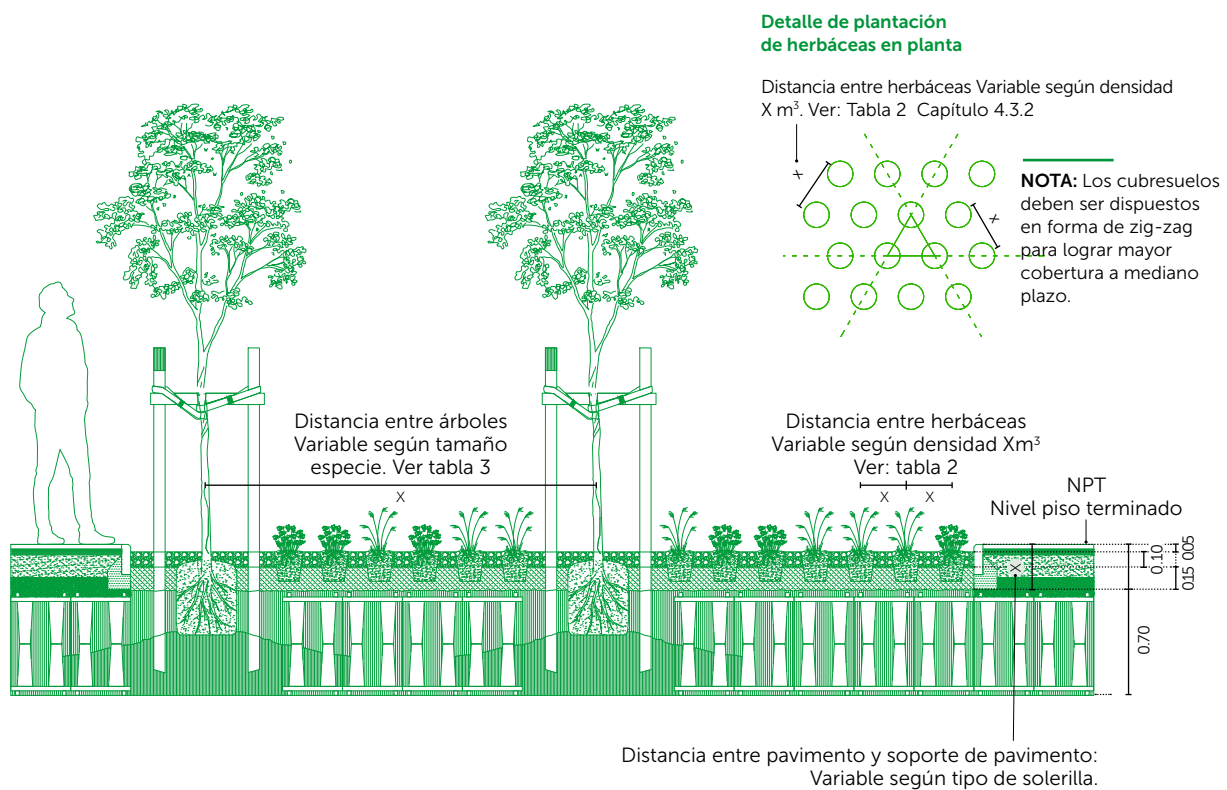 Detalle de plantación
de herbáceas en planta
Distancia entre herbáceas Variable según densidad
X m³. Ver: Tabla 2 Capítulo 4.3.2
X
X
NOTA: Los cubresuelos
deben ser dispuestos
en forma de zig-zag
para lograr mayor
cobertura a mediano
plazo.
Distancia entre árboles
Variable según tamaño
especie. Ver tabla 3
X
Distancia entre herbáceas
Variable según densidad Xm³
Ver: tabla 2
X X
NPT
Nivel piso terminado
0.05
0.10
0.15
X
0.70
Distancia entre pavimento y soporte de pavimento:
Variable según tipo de solerilla.